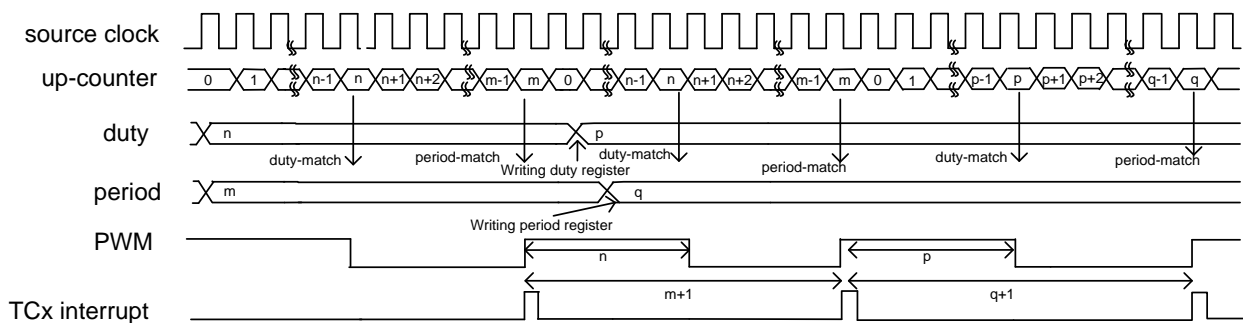 source clock
up-counter 0 1 n-1 n n+1 n+2 m-1 m 0 n-1 n n+1 n+2 m-1 m 0 1 p-1 p p+1 p+2 q-1 q
duty n p
duty-match period-match Writing duty register duty-match period-match duty-match period-match
period m q
Writing period register
PWM n p
m+1 q+1
TCx interrupt